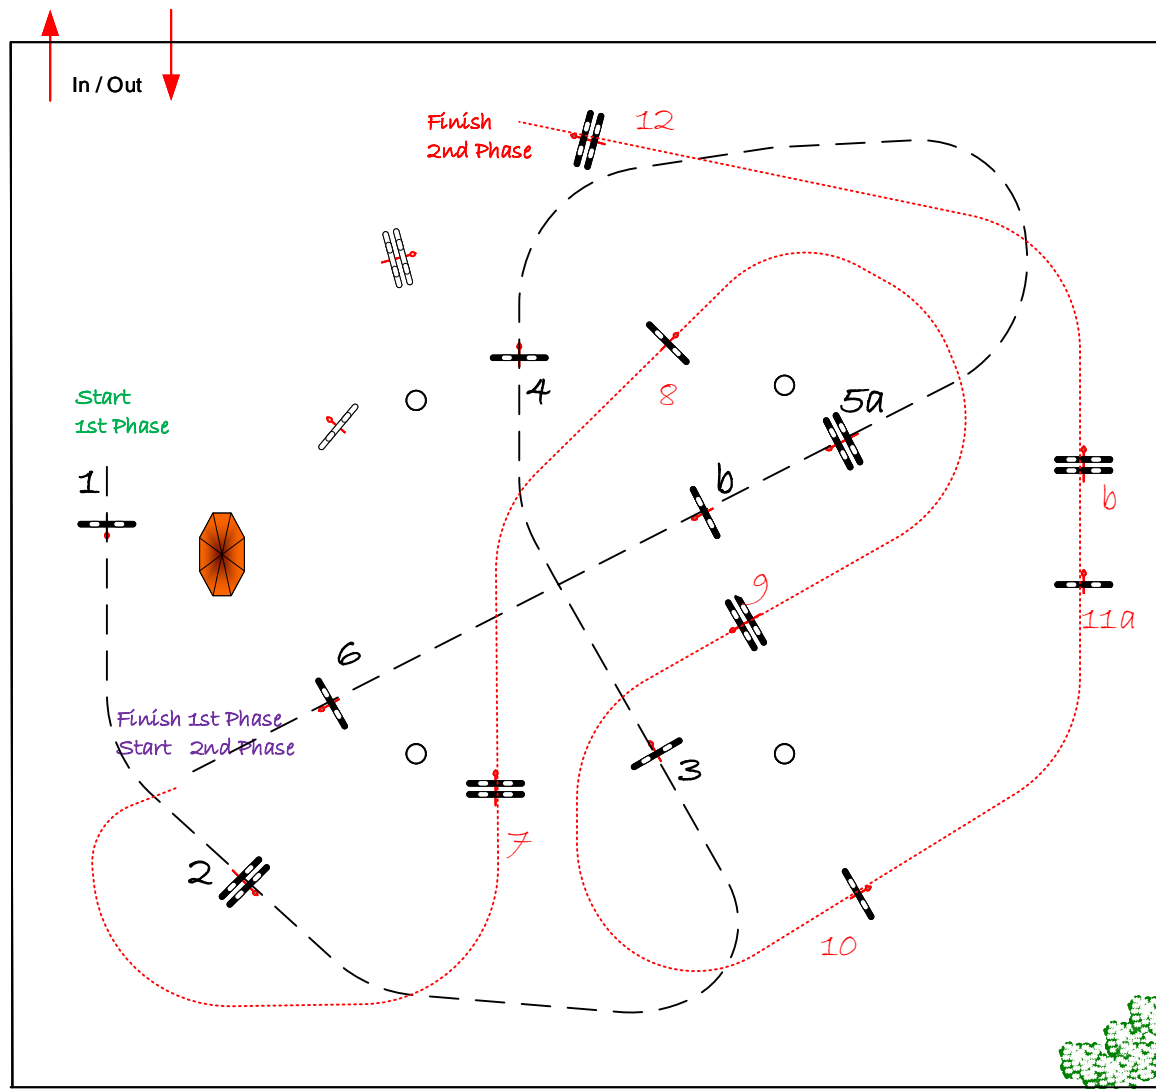 In / Out
Finish
2nd Phase
12
4
8
5a
Start
1st Phase
1
b
b
9
11a
6
Finish 1st Phase
Start 2nd Phase
3
7
2
10